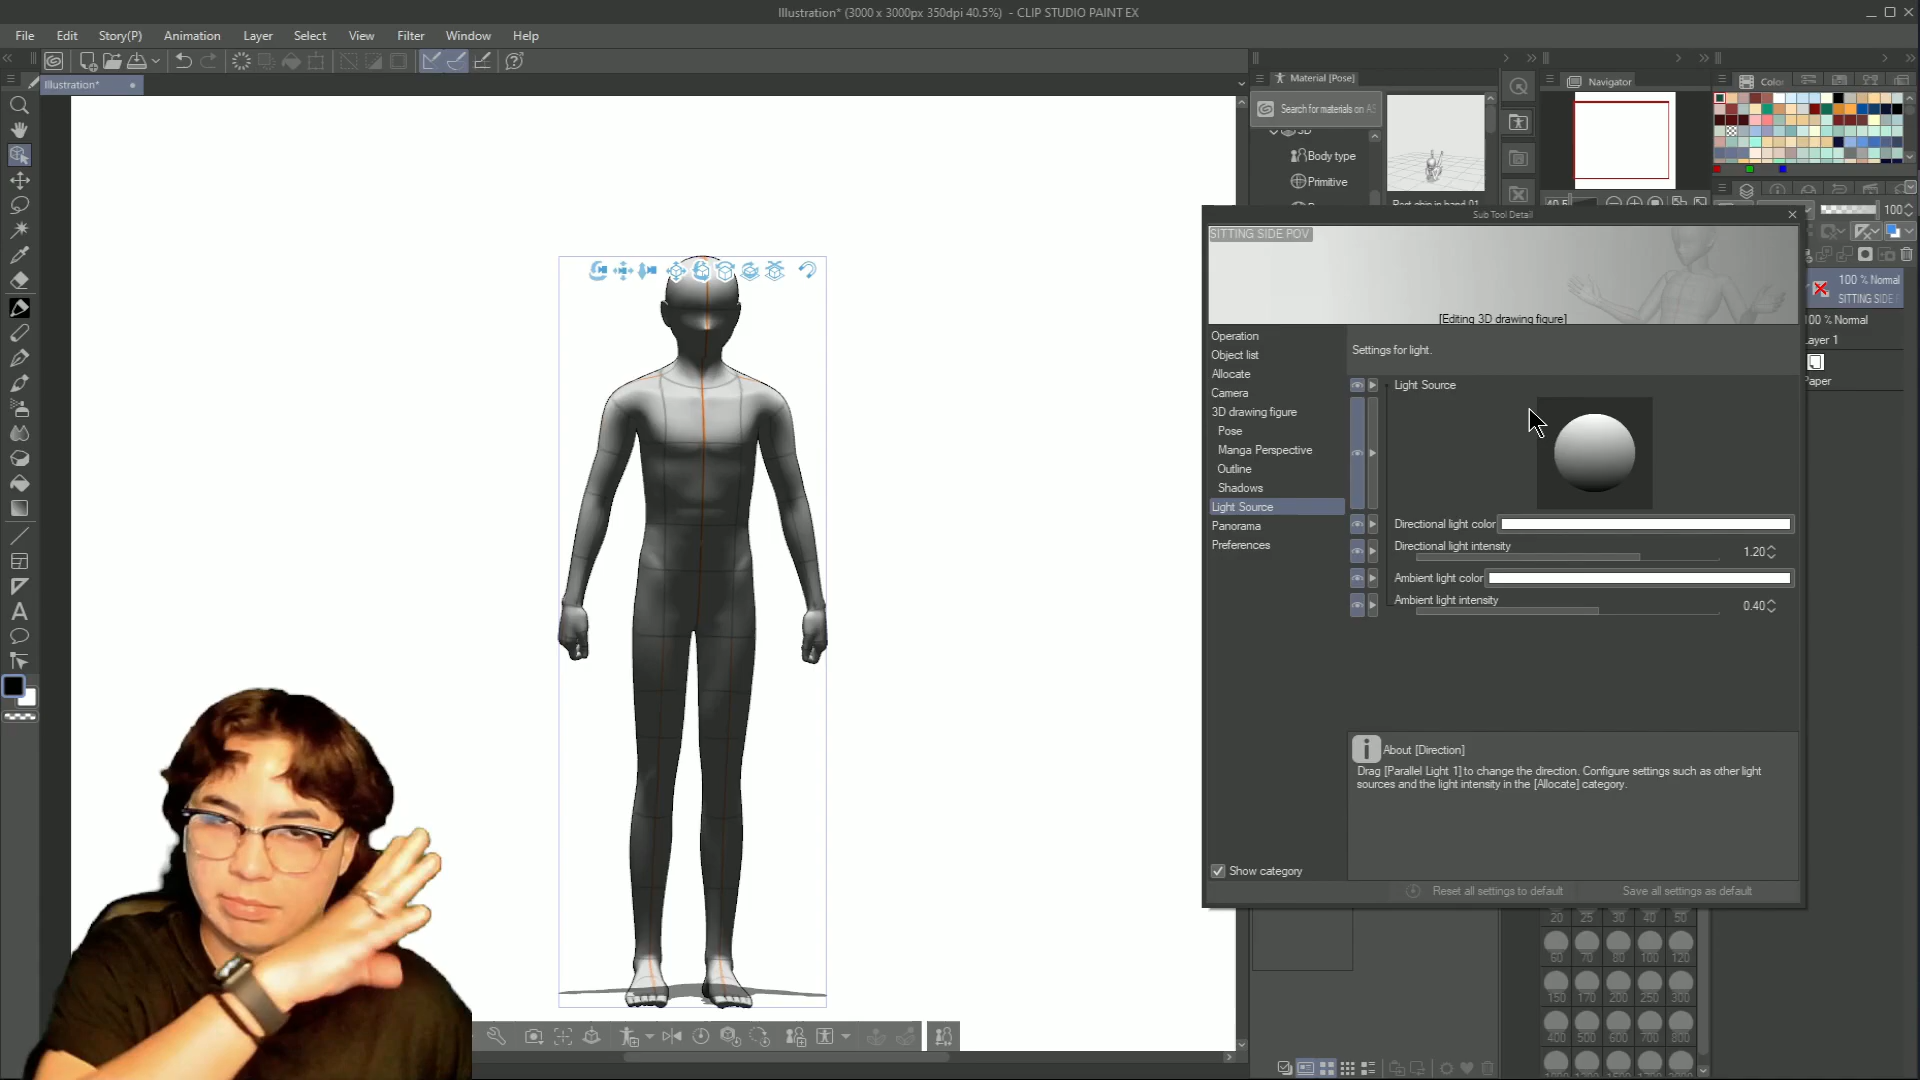 Illustration* (3000 x 3000px 350dpi 40.5%) - CLIP STUDIO PAINT EX
File Edit Story(P) Animation Layer Select View Filter Window Help
Illustration*
Material [Pose]
Navigator
Color
Search for materials on AS
3D
Body type
Primitive
100
Sub Tool Detail
SITTING SIDE POV
[Editing 3D drawing figure]
Operation
Object list
Allocate
Camera
3D drawing figure
Pose
Manga Perspective
Outline
Shadows
Light Source
Panorama
Preferences
Settings for light.
Light Source
Directional light color
Directional light intensity 1.20
Ambient light color
Ambient light intensity 0.40
About [Direction]
Drag [Parallel Light 1] to change the direction. Configure settings such as other light
sources and the light intensity in the [Allocate] category.
Show category
Reset all settings to default Save all settings as default
100 % Normal
SITTING SIDE
00 % Normal
ayer 1
aper
20 25 30 40 50
60 70 80 100 120
150 170 200 250 300
400 500 600 700 800